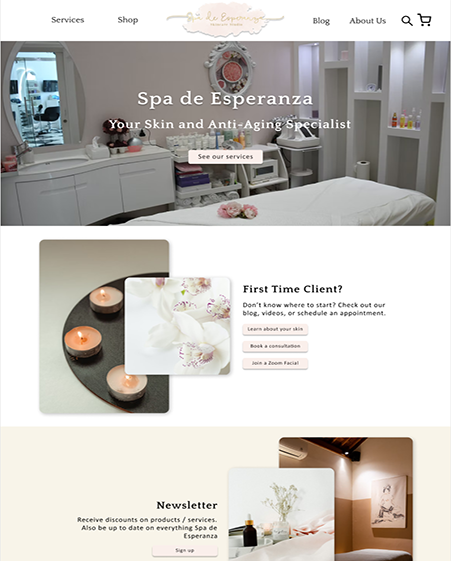 Services
Shop
Spa de Esperanza
Blog
About Us
Spa de Esperanza
Your Skin and Anti-Aging Specialist
See our services
First Time Client?
Don't know where to start? Check out our
blog, videos, or schedule an appointment.
Learn about your skin
Book a consultation
Join a Zoom Facial
Newsletter
Receive discounts on products / services.
Also be up to date on everything Spa de
Esperanza
Sign up